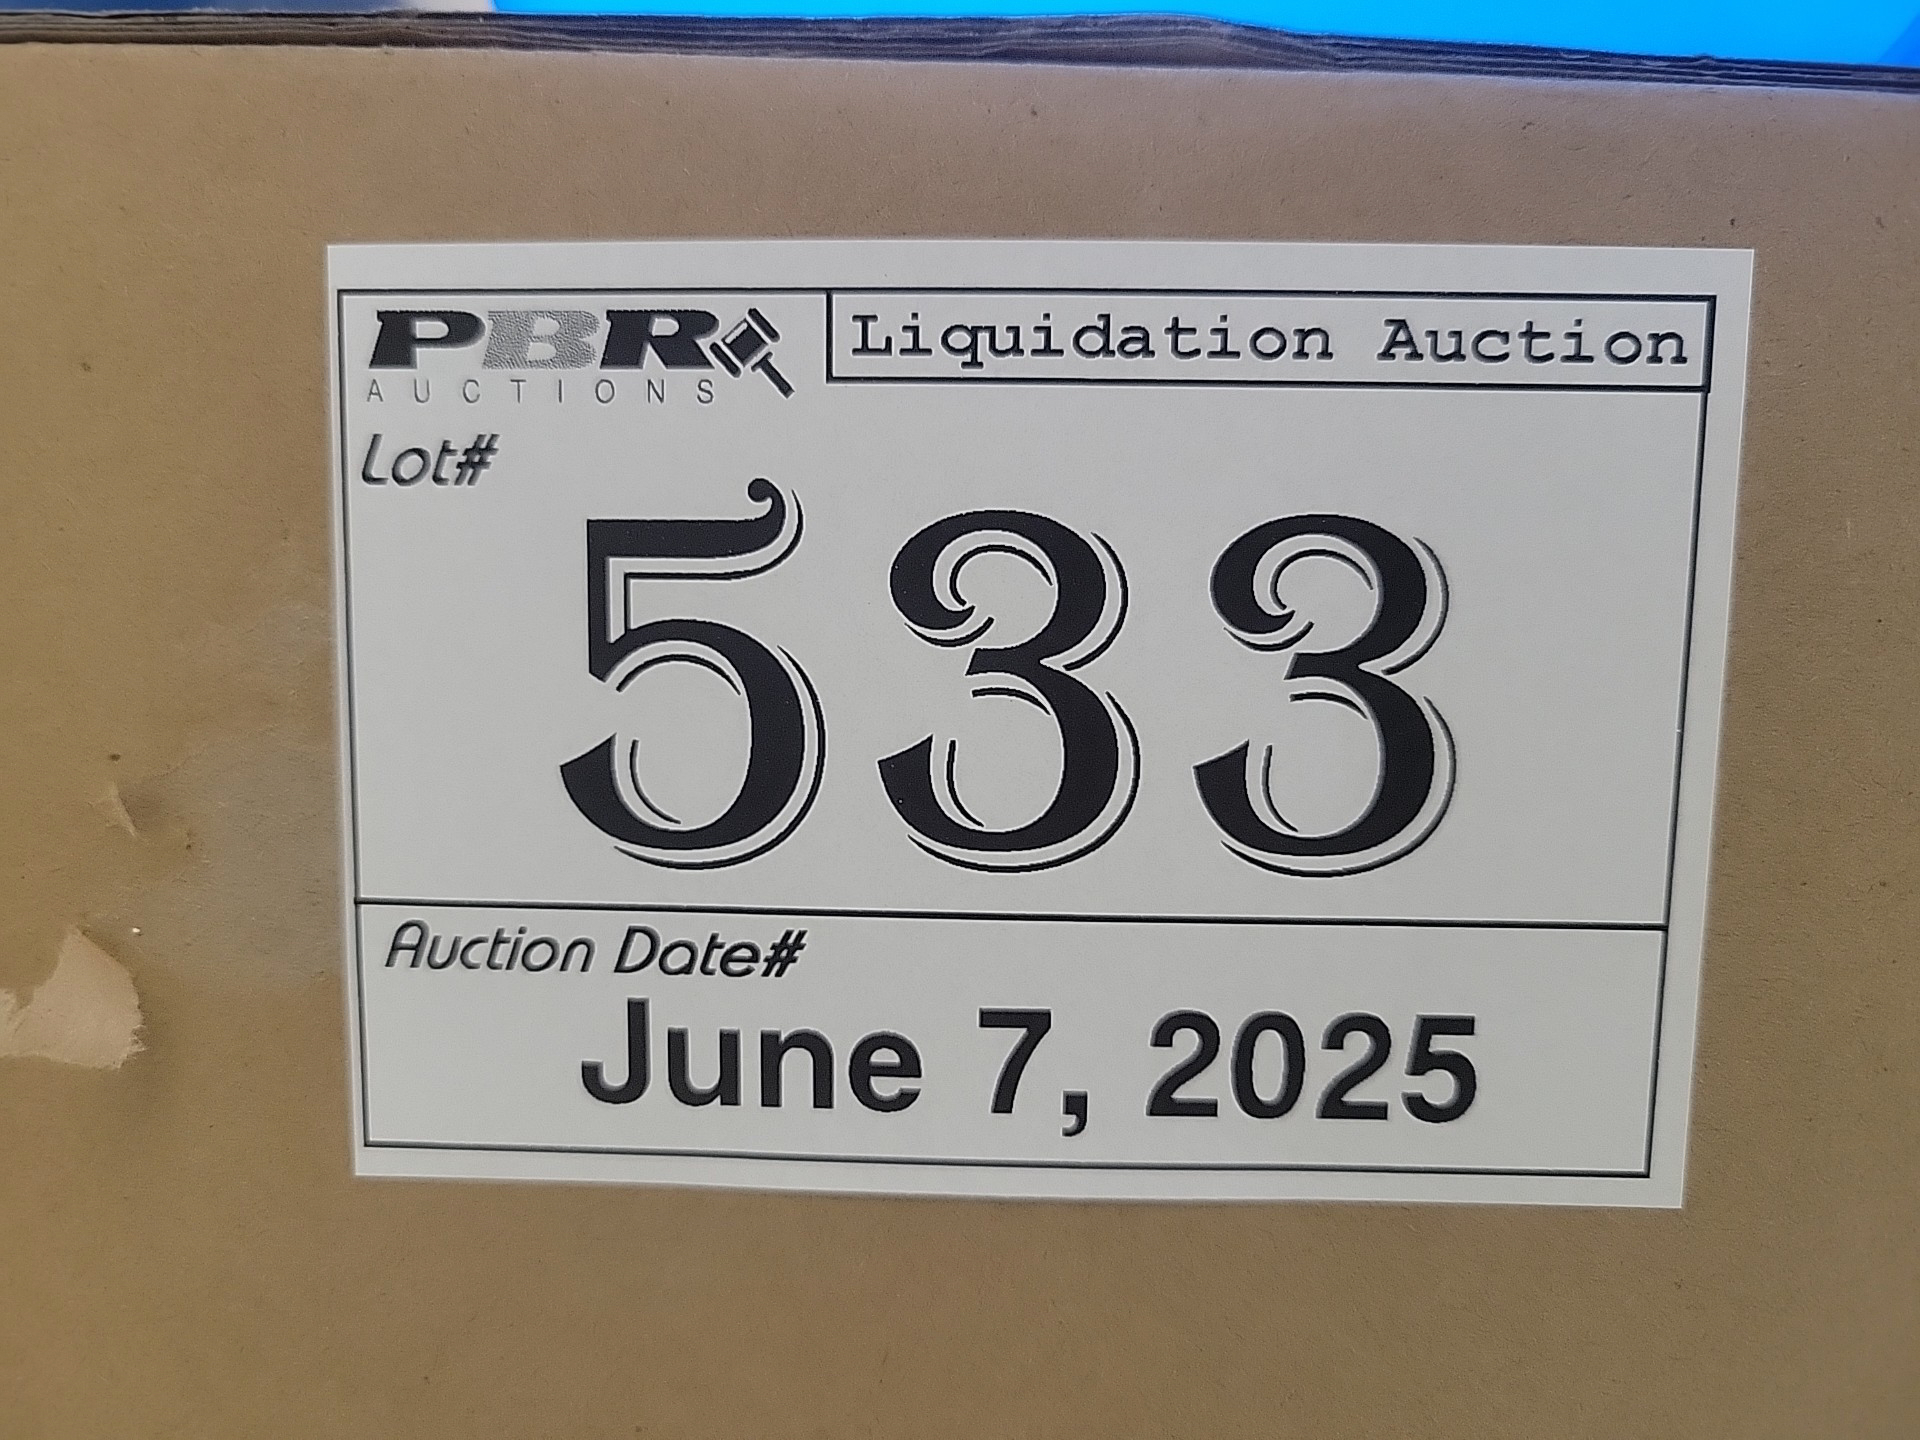 PBR
AUCTIONS
Liquidation Auction
Lot#
533
Auction Date#
June 7, 2025